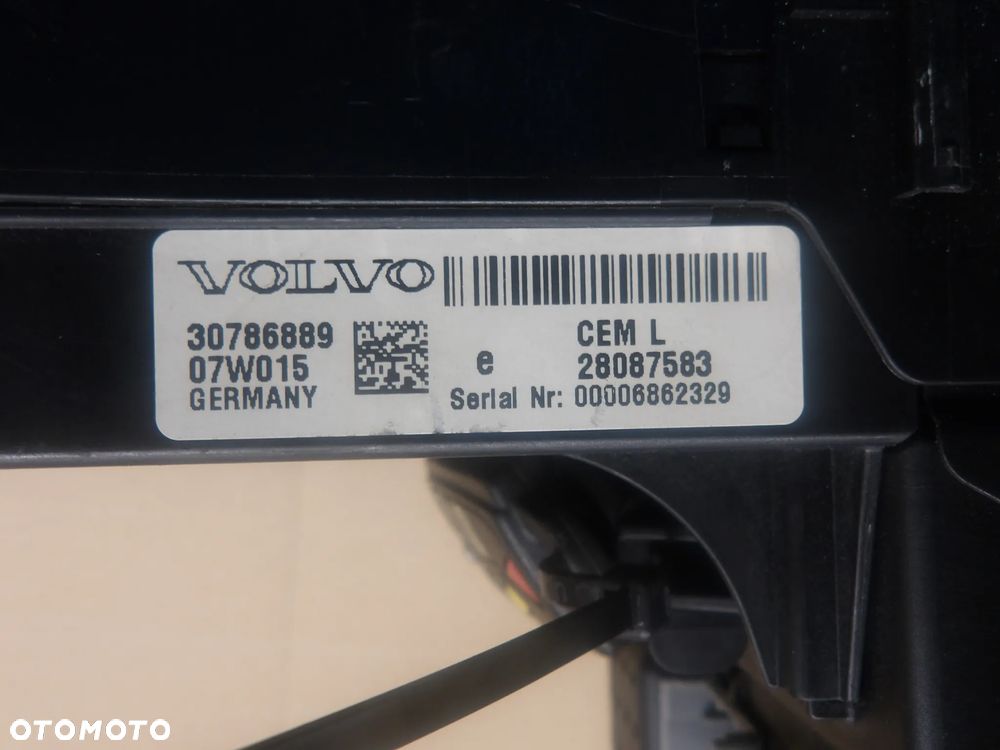 VOLVO
30786889
07W015
GERMANY
CEM L
e 28087583
Serial Nr: 00006862329
OTOMOTO